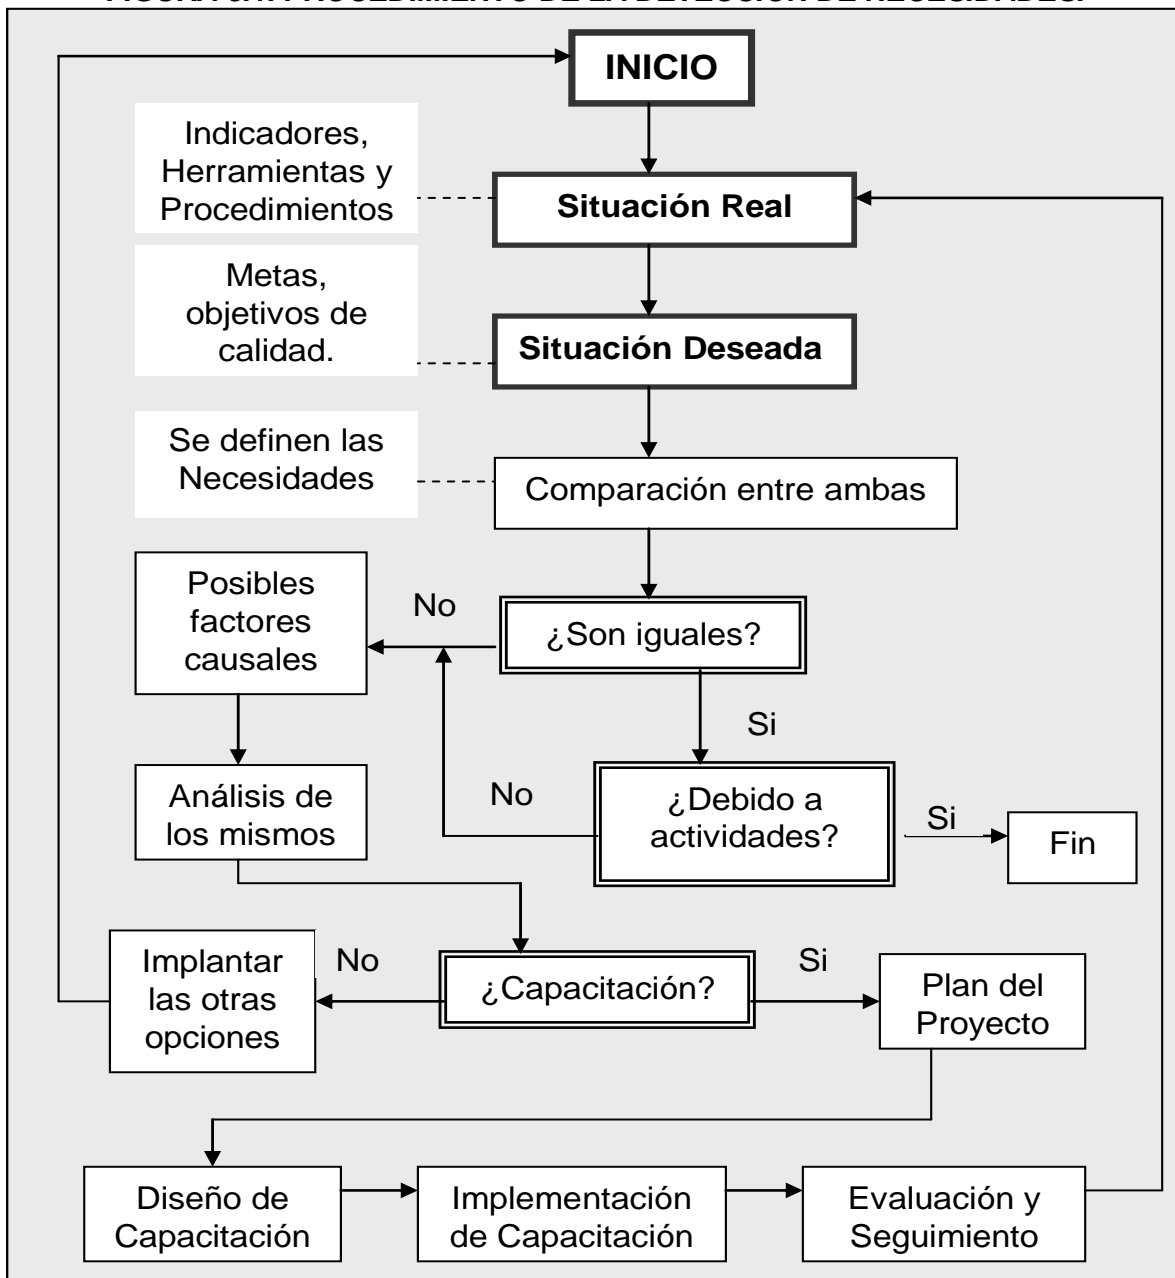 INICIO
Indicadores,
Herramientas y
Procedimientos
Situación Real
Metas,
objetivos de
calidad.
Situación Deseada
Se definen las
Necesidades
Comparación entre ambas
Posibles
factores
causales
No
¿Son iguales?
Si
Análisis de
los mismos
No
¿Debido a
actividades?
Si
Fin
Implantar
las otras
opciones
No
¿Capacitación?
Si
Plan del
Proyecto
Diseño de
Capacitación
Implementación
de Capacitación
Evaluación y
Seguimiento